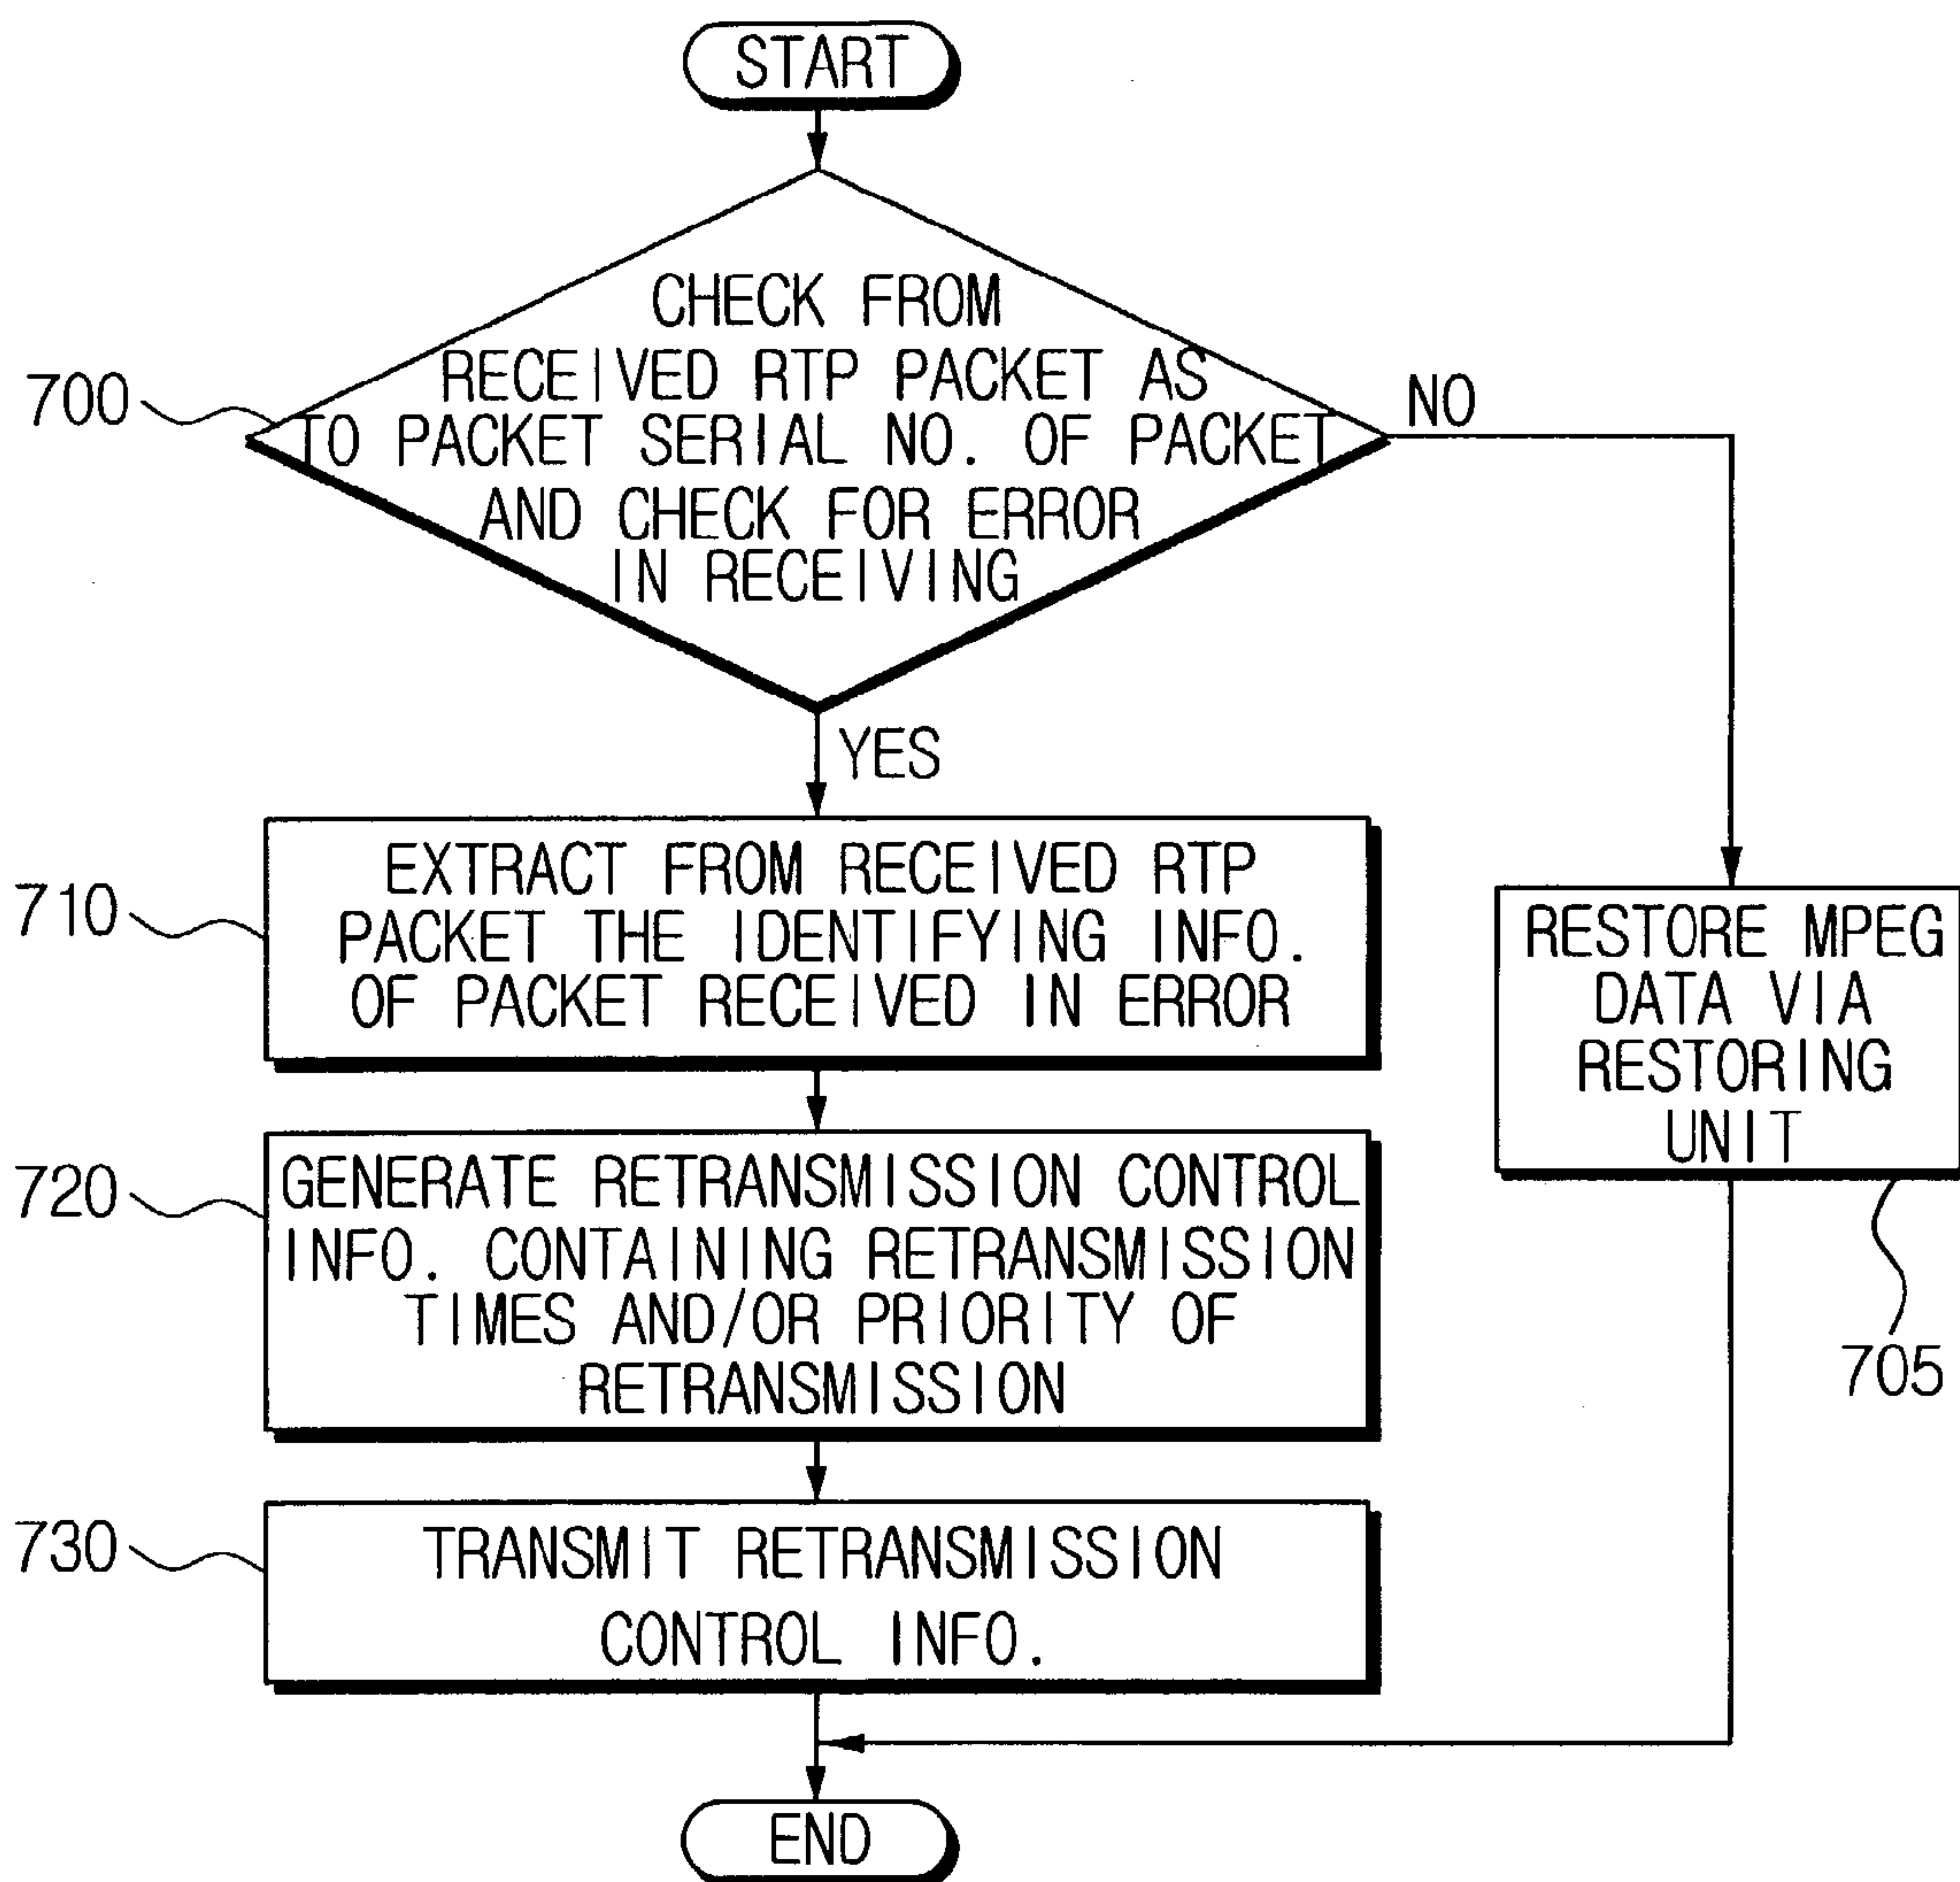 START
CHECK FROM
RECEIVED RTP PACKET AS
TO PACKET SERIAL NO. OF PACKET
AND CHECK FOR ERROR
IN RECEIVING
700
NO
YES
EXTRACT FROM RECEIVED RTP
PACKET THE IDENTIFYING INFO.
OF PACKET RECEIVED IN ERROR
710
RESTORE MPEG
DATA VIA
RESTORING
UNIT
705
GENERATE RETRANSMISSION CONTROL
INFO. CONTAINING RETRANSMISSION
TIMES AND/OR PRIORITY OF
RETRANSMISSION
720
TRANSMIT RETRANSMISSION
CONTROL INFO.
730
END